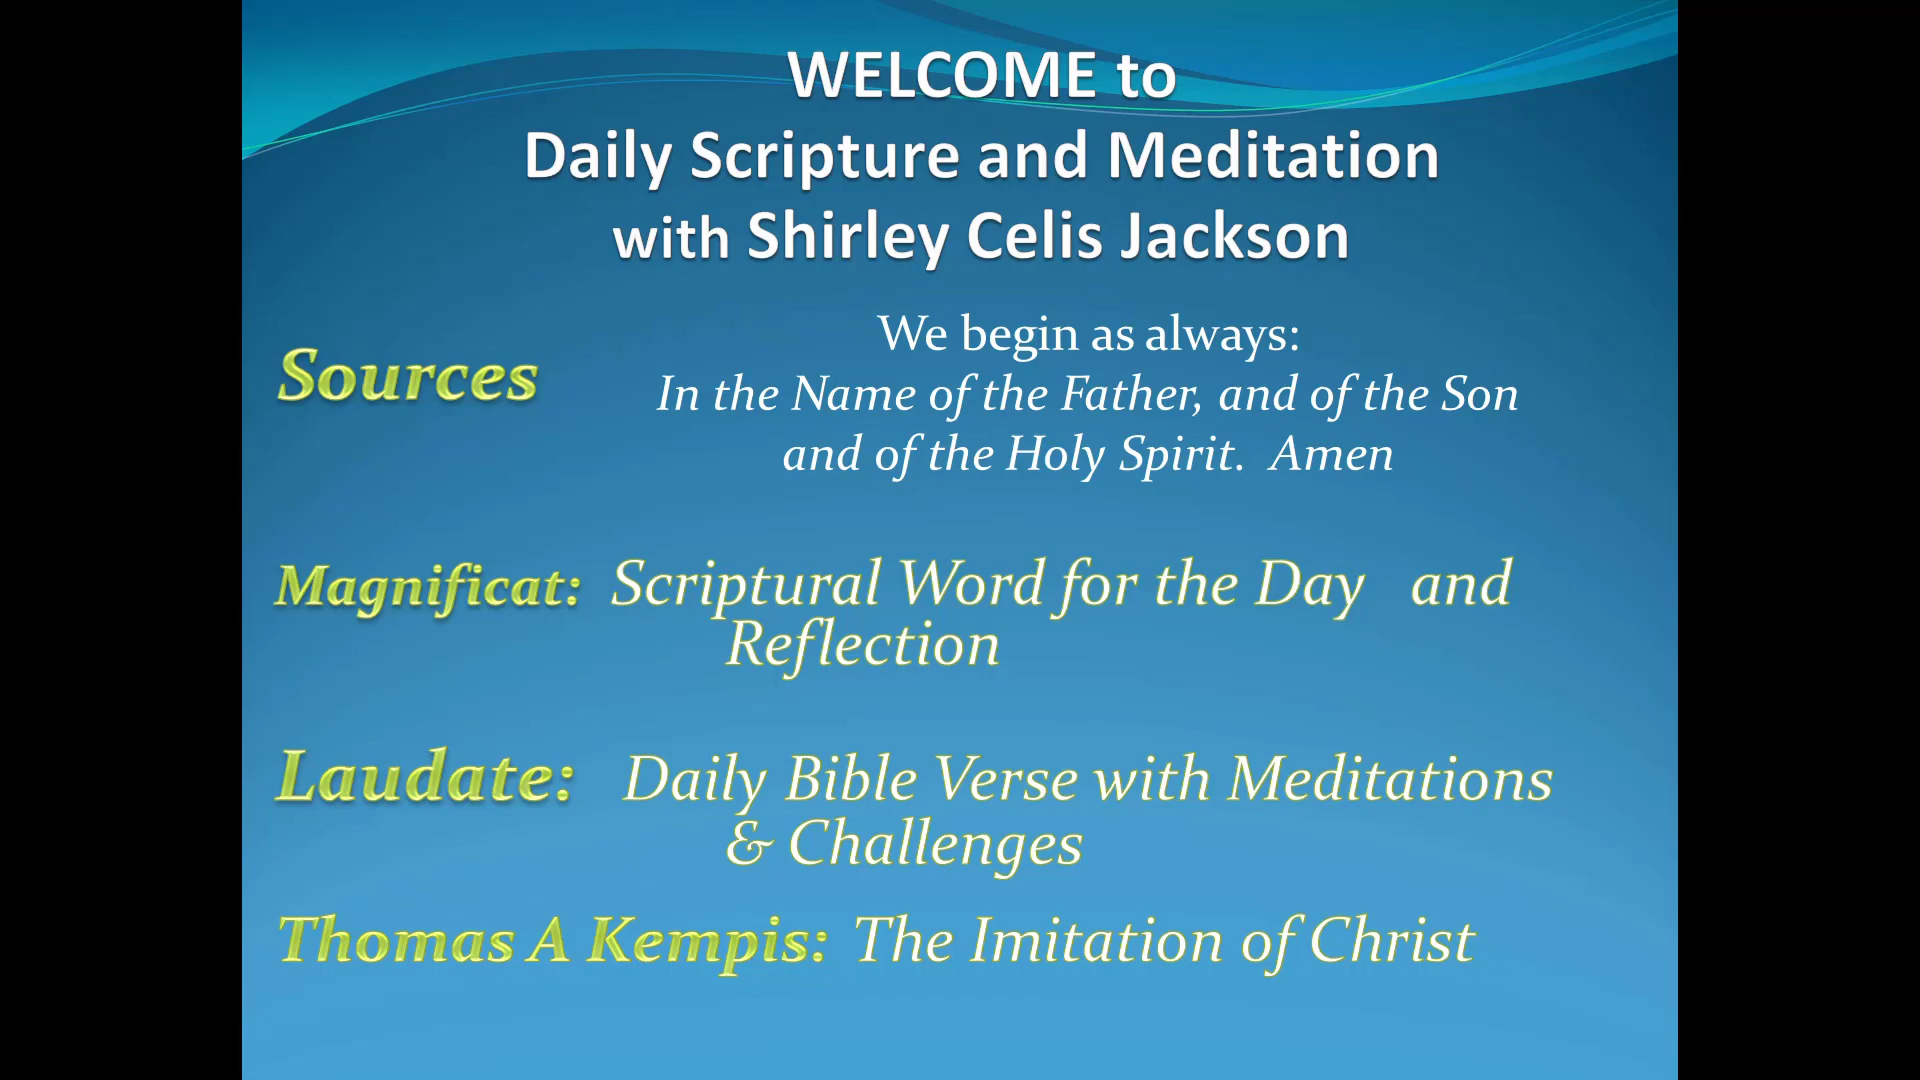 WELCOME to
Daily Scripture and Meditation
with Shirley Celis Jackson
We begin as always:
Sources
In the Name of the Father, and of the Son
and of the Holy Spirit. Amen
Magnificat: Scriptural Word for the Day and
Reflection
Laudate: Daily Bible Verse with Meditations
& Challenges
Thomas A Kempis: The Imitation of Christ